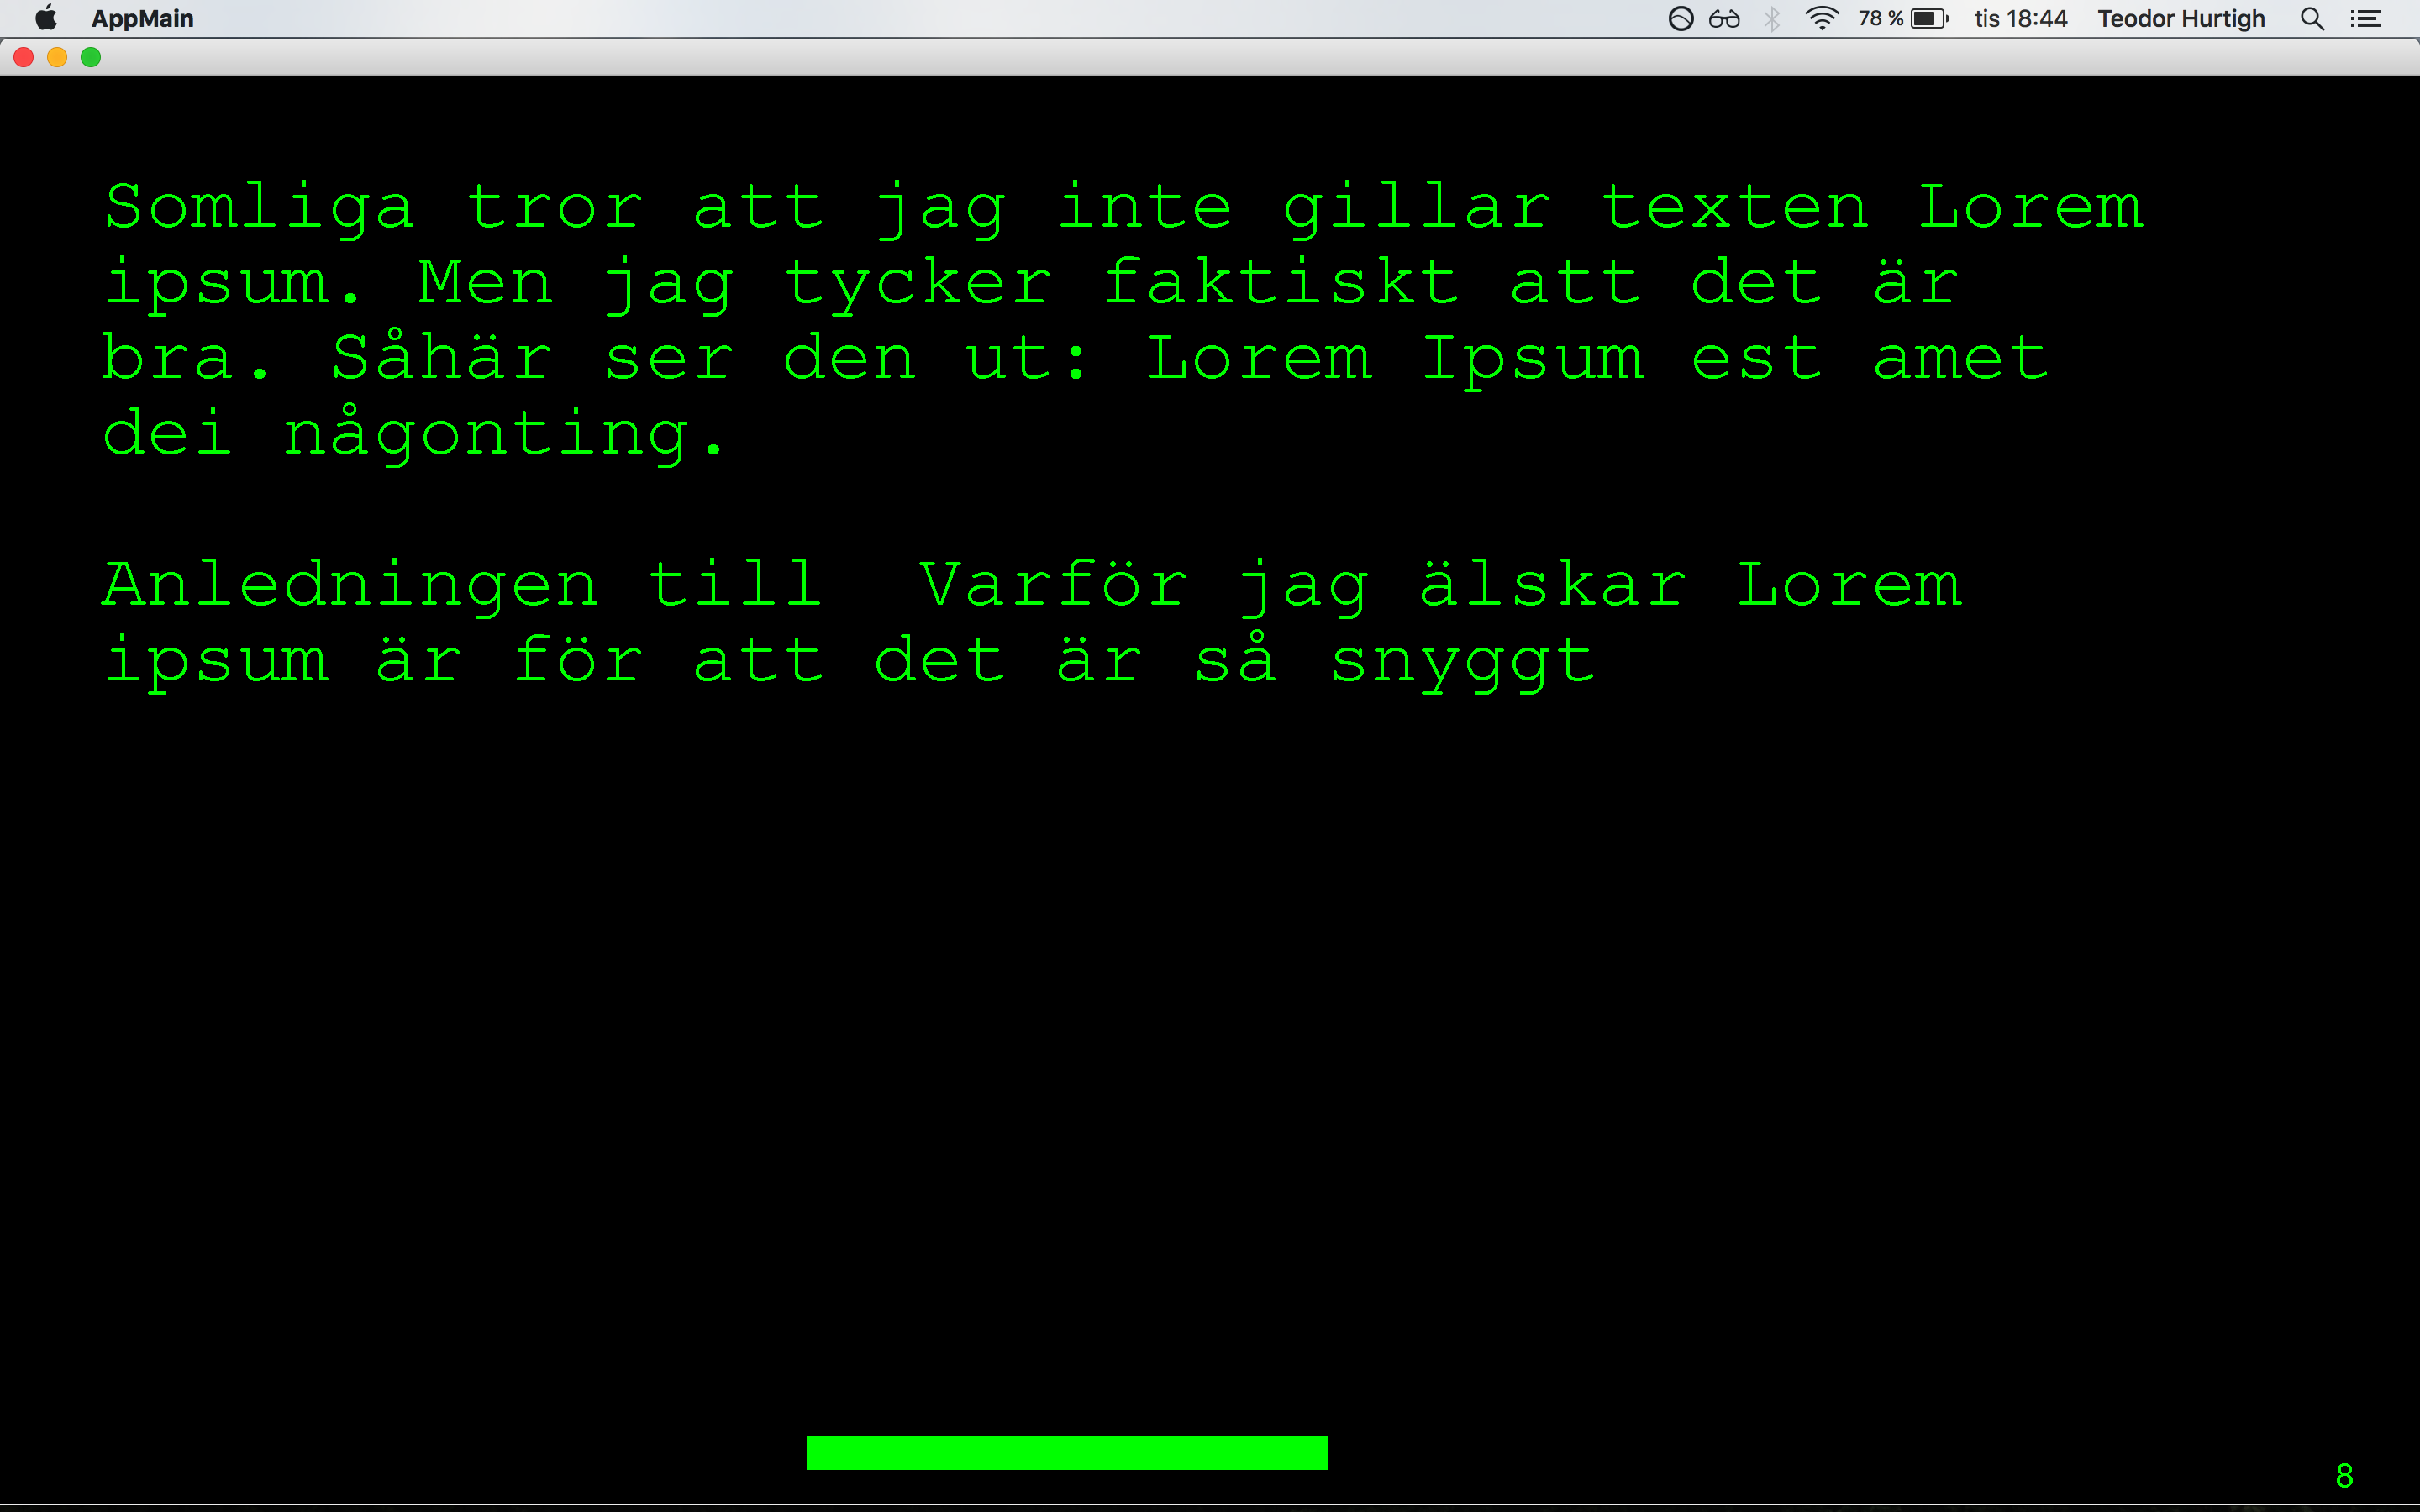 AppMain 78 % tis 18:44 Teodor Hurtigh
Somliga tror att jag inte gillar texten Lorem
ipsum. Men jag tycker faktiskt att det är
bra. Såhär ser den ut: Lorem Ipsum est amet
dei någonting.
Anledningen till  Varför jag älskar Lorem
ipsum är för att det är så snyggt
8